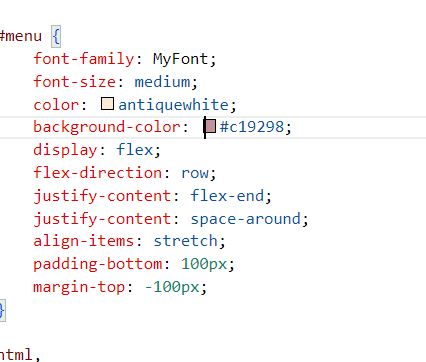 #menu {
font-family: MyFont;
font-size: medium;
color: antiquewhite;
background-color: #c19298;
display: flex;
flex-direction: row;
justify-content: flex-end;
justify-content: space-around;
align-items: stretch;
padding-bottom: 100px;
margin-top: -100px;
}
html,